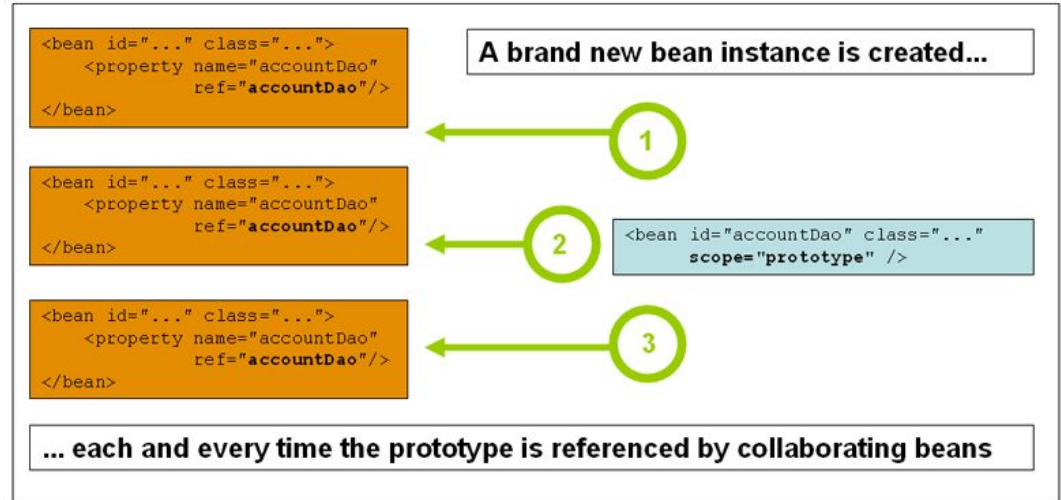 <bean id="..." class="...">
    <property name="accountDao"
              ref="accountDao"/>
</bean>
A brand new bean instance is created...
1
<bean id="..." class="...">
    <property name="accountDao"
              ref="accountDao"/>
</bean>
2
<bean id="accountDao" class="..."
      scope="prototype" />
<bean id="..." class="...">
    <property name="accountDao"
              ref="accountDao"/>
</bean>
3
... each and every time the prototype is referenced by collaborating beans